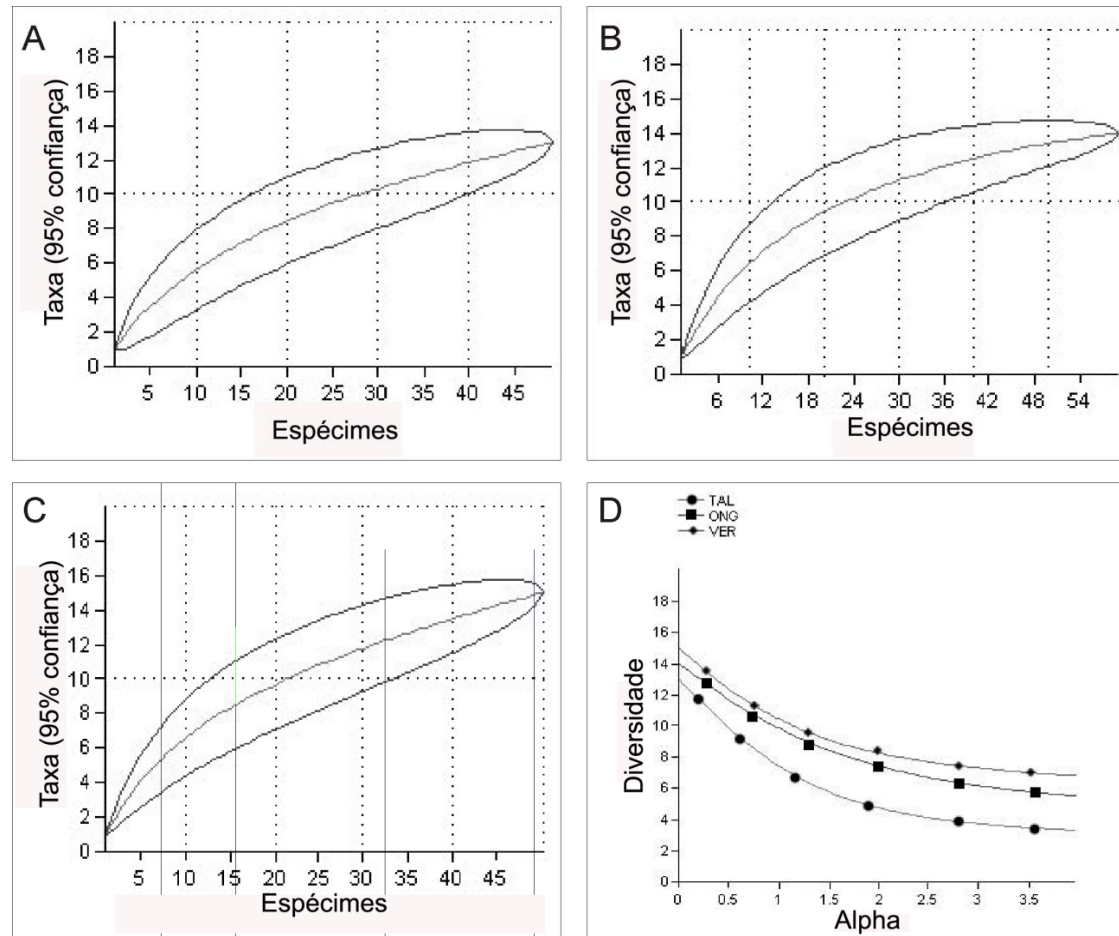 A
18
16
14
12
10
8
6
4
2
0
Taxa (95% confiança)
5 10 15 20 25 30 35 40 45
Espécimes
B
18
16
14
12
10
8
6
4
2
0
Taxa (95% confiança)
6 12 18 24 30 36 42 48 54
Espécimes
C
18
16
14
12
10
8
6
4
2
0
Taxa (95% confiança)
5 10 15 20 25 30 35 40 45
Espécimes
D
TAL
ONG
VER
18
16
14
12
10
8
6
4
2
0
Diversidade
0 0.5 1 1.5 2 2.5 3 3.5
Alpha